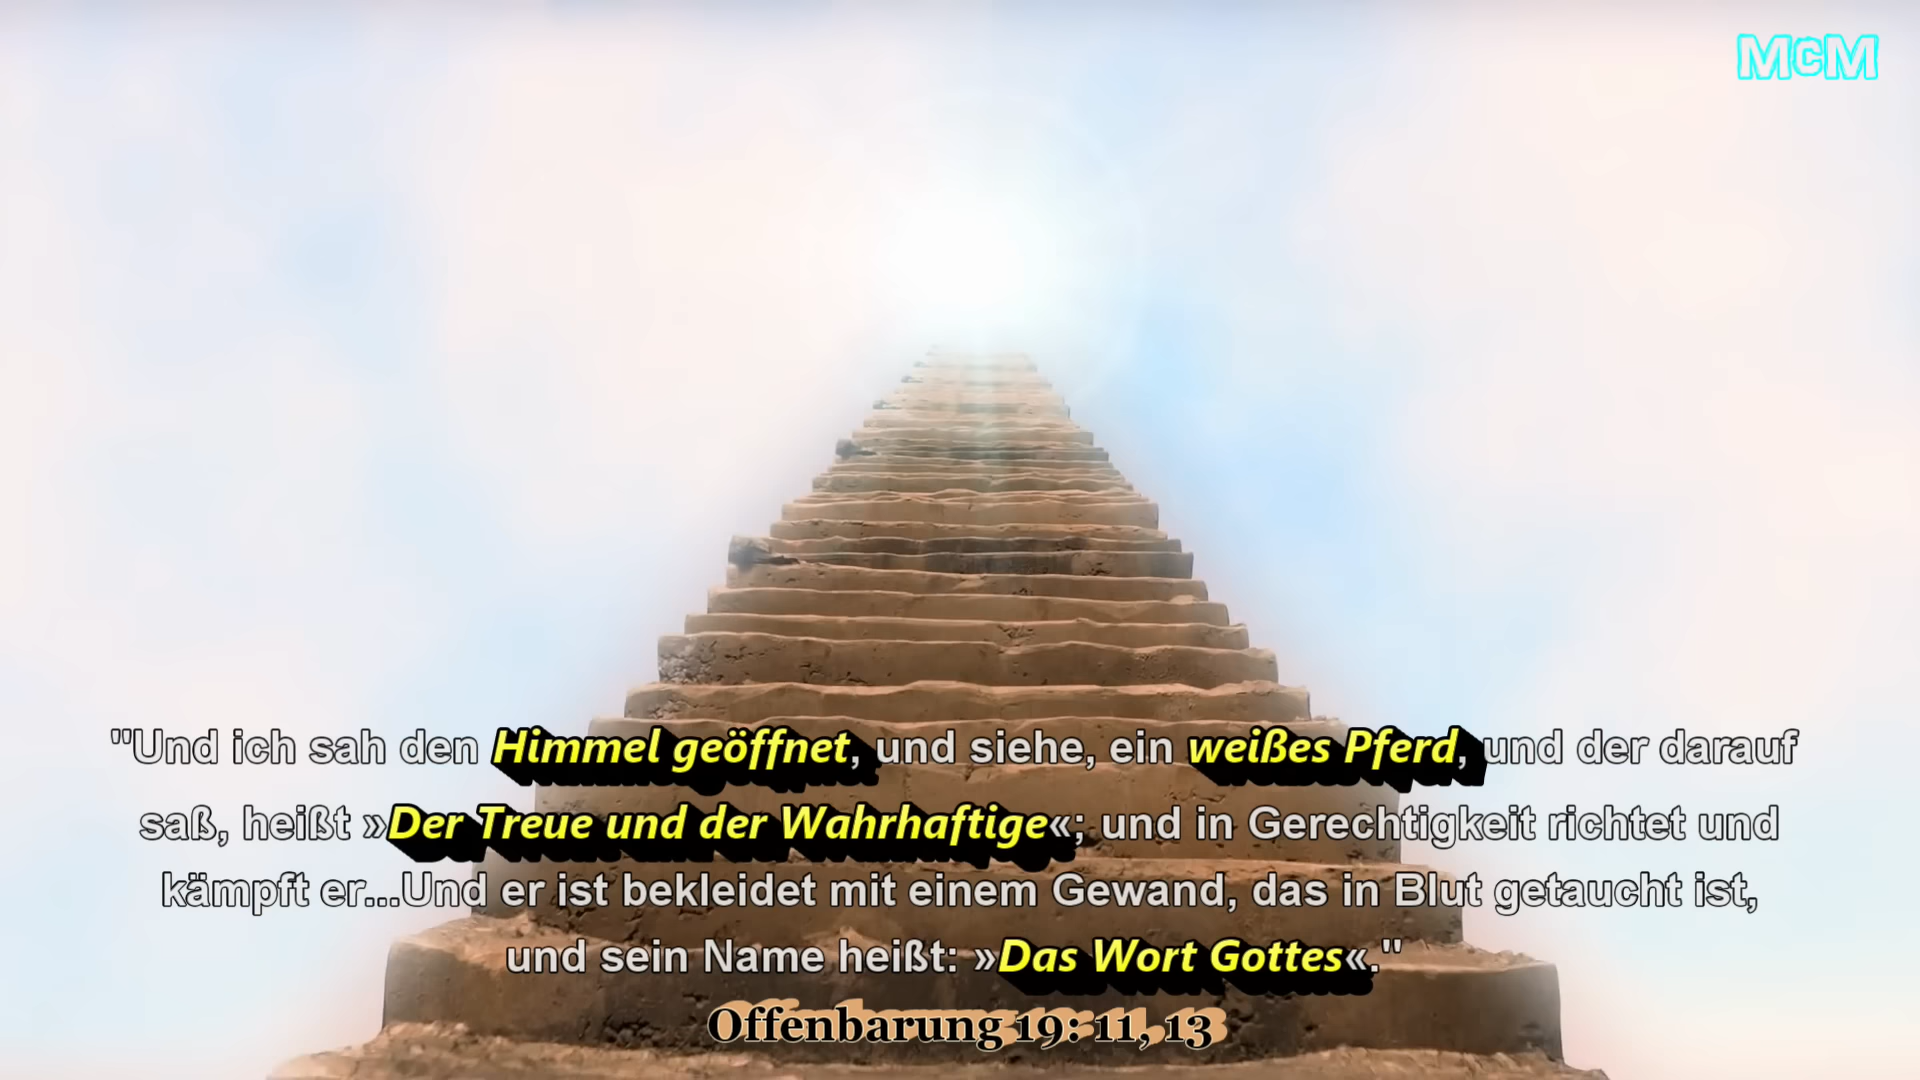 McM
"Und ich sah den Himmel geöffnet, und siehe, ein weißes Pferd, und der darauf
saß, heißt »Der Treue und der Wahrhaftige«; und in Gerechtigkeit richtet und
kämpft er...Und er ist bekleidet mit einem Gewand, das in Blut getaucht ist,
und sein Name heißt: »Das Wort Gottes«."
Offenbarung 19: 11, 13